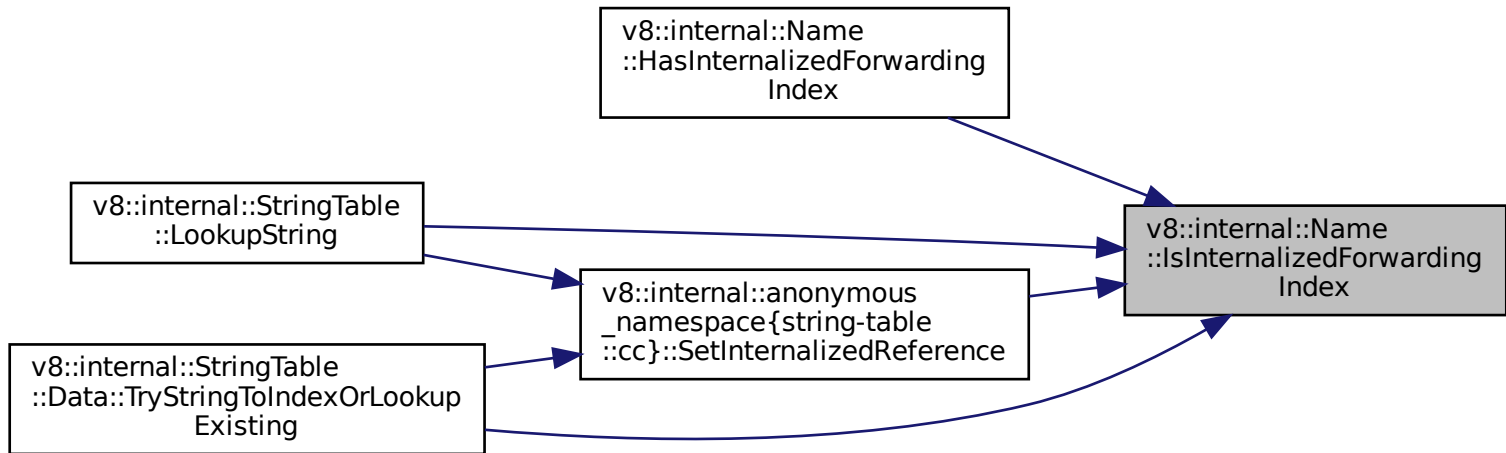 v8::internal::Name
::HasInternalizedForwarding
Index
v8::internal::StringTable
::LookupString
v8::internal::Name
::IsInternalizedForwarding
Index
v8::internal::anonymous
_namespace{string-table
::cc}::SetInternalizedReference
v8::internal::StringTable
::Data::TryStringToIndexOrLookup
Existing